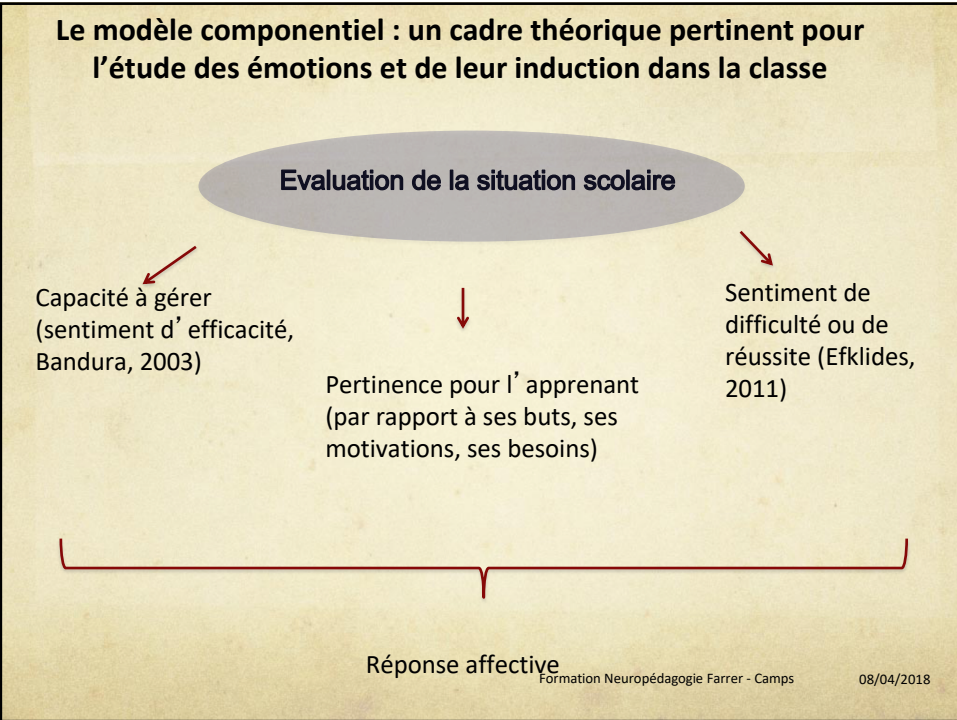 Le modèle componentiel : un cadre théorique pertinent pour
l’étude des émotions et de leur induction dans la classe
Evaluation de la situation scolaire
Capacité à gérer
(sentiment d’ efficacité,
Bandura, 2003)
Pertinence pour l’ apprenant
(par rapport à ses buts, ses
motivations, ses besoins)
Sentiment de
difficulté ou de
réussite (Efklides,
2011)
Réponse affective
Formation Neuropédagogie Farrer - Camps
08/04/2018